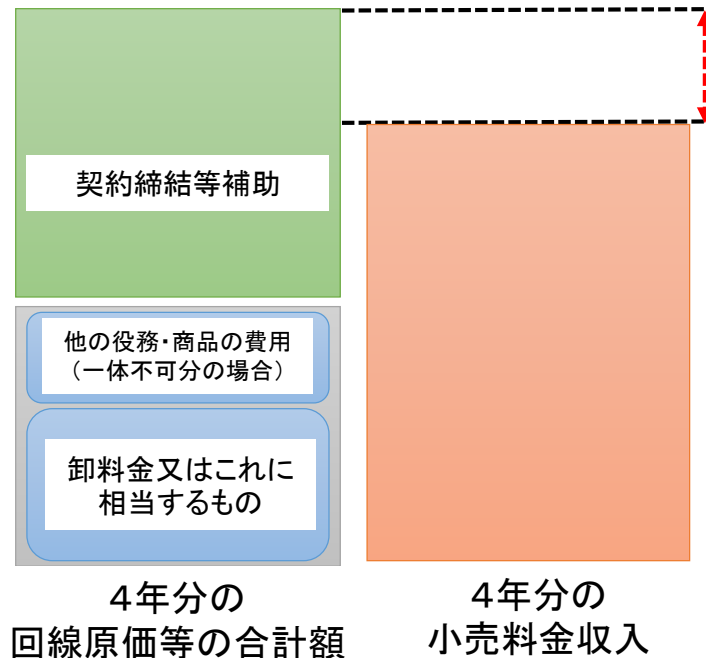 契約締結等補助
他の役務・商品の費用
（一体不可分の場合）
卸料金又はこれに
相当するもの
４年分の
回線原価等の合計額
４年分の
小売料金収入